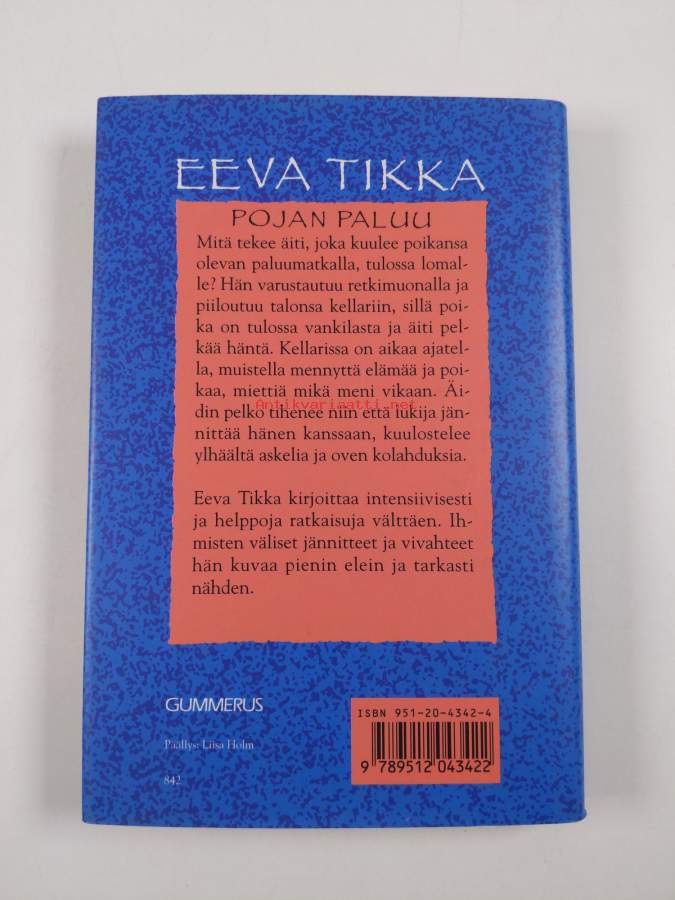 EEVA TIKKA
POJAN PALUU
Mitä tekee äiti, joka kuulee poikansa
olevan paluumatkalla, tulossa lomal-
le? Hän varustautuu retkimuonalla ja
piiloutuu talonsa kellariin, sillä poi-
ka on tulossa vankilasta ja äiti pel-
kää häntä. Kellarissa on aikaa ajatel-
la, muistella mennyttä elämää ja poi-
kaa, miettiä mikä meni vikaan. Äi-
Antikvariaatti.net
din pelko tihenee niin että lukija jän-
nittää hänen kanssaan, kuulostelee
ylhäältä askelia ja oven kolahduksia.
Eeva Tikka kirjoittaa intensiivisesti
ja helppoja ratkaisuja välttäen. Ih-
misten väliset jännitteet ja vivahteet
hän kuvaa pienin elein ja tarkasti
nähden.
GUMMERUS
Päällys: Liisa Holm
842
ISBN 951-20-4342-4
9 789512 043422